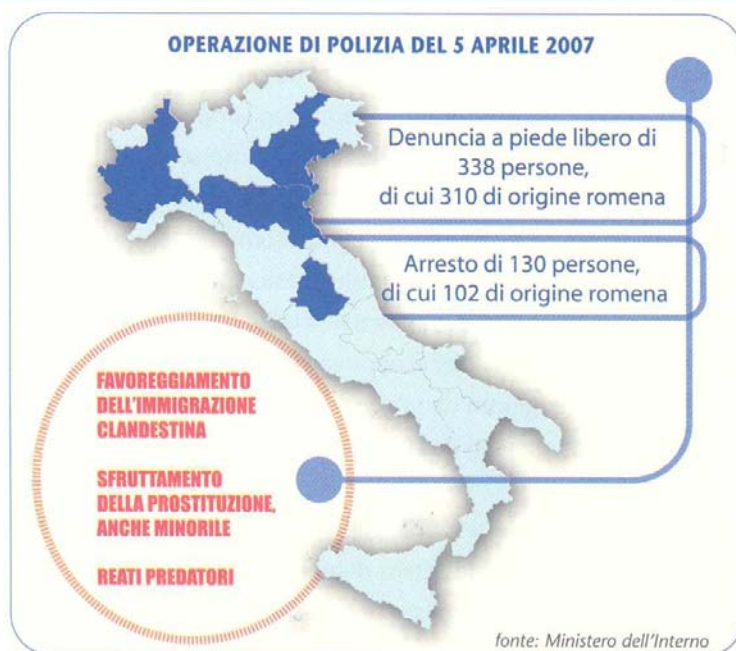 OPERAZIONE DI POLIZIA DEL 5 APRILE 2007
Denuncia a piede libero di
338 persone,
di cui 310 di origine romena
Arresto di 130 persone,
di cui 102 di origine romena
FAVOREGGIAMENTO
DELL'IMMIGRAZIONE
CLANDESTINA
SFRUTTAMENTO
DELLA PROSTITUZIONE,
ANCHE MINORILE
REATI PREDATORI
fonte: Ministero dell'Interno